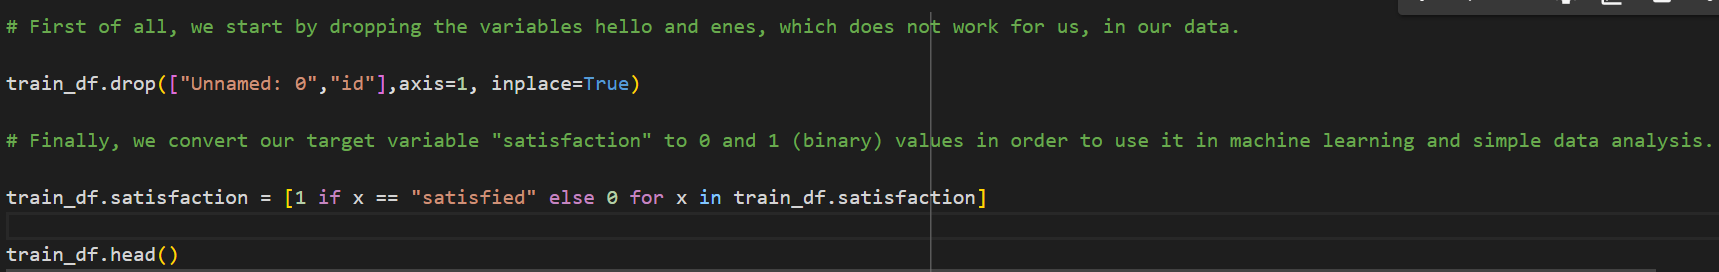 # First of all, we start by dropping the variables hello and enes, which does not work for us, in our data.
train_df.drop(["Unnamed: 0","id"],axis=1, inplace=True)
# Finally, we convert our target variable "satisfaction" to 0 and 1 (binary) values in order to use it in machine learning and simple data analysis.
train_df.satisfaction = [1 if x == "satisfied" else 0 for x in train_df.satisfaction]
train_df.head()